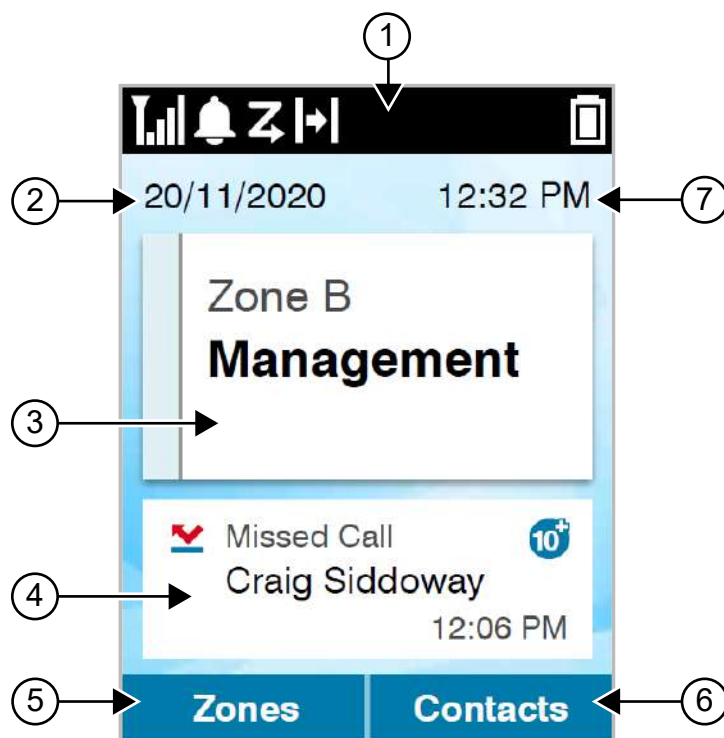 1
2
20/11/2020
12:32 PM
7
Zone B
Management
3
Missed Call
10+
Craig Siddoway
4
12:06 PM
5
Zones
Contacts
6